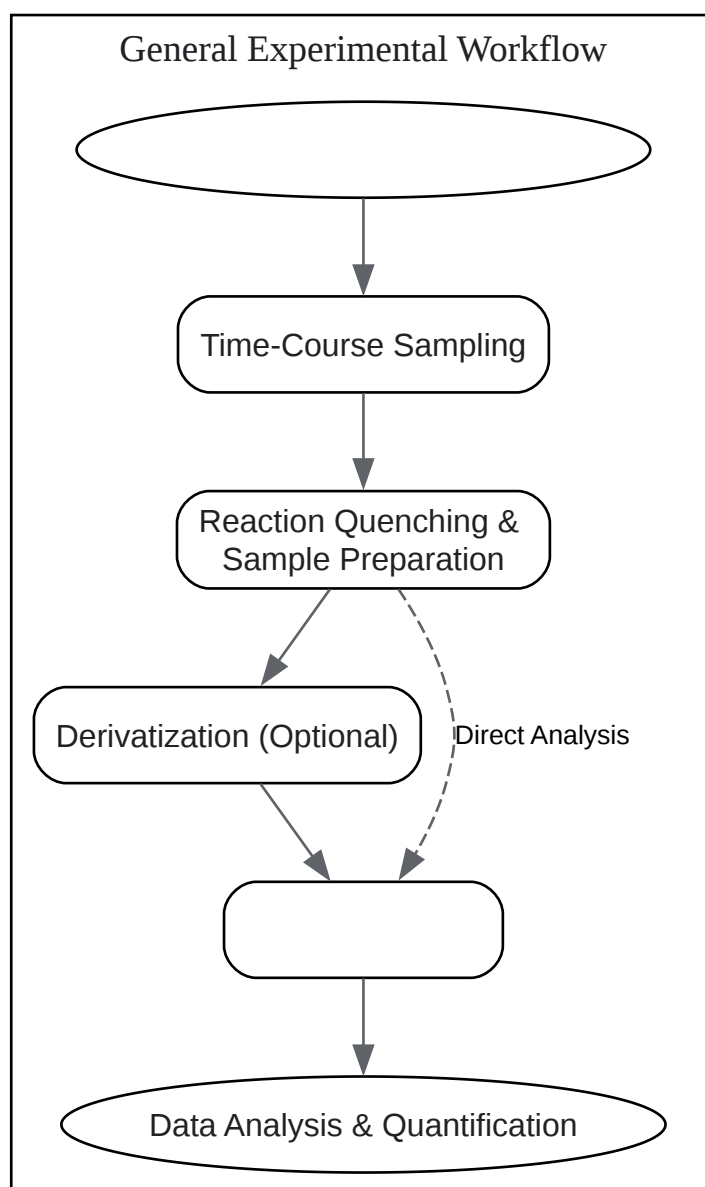 General Experimental Workflow
Time-Course Sampling
Reaction Quenching &
Sample Preparation
Derivatization (Optional)
Direct Analysis
Data Analysis & Quantification